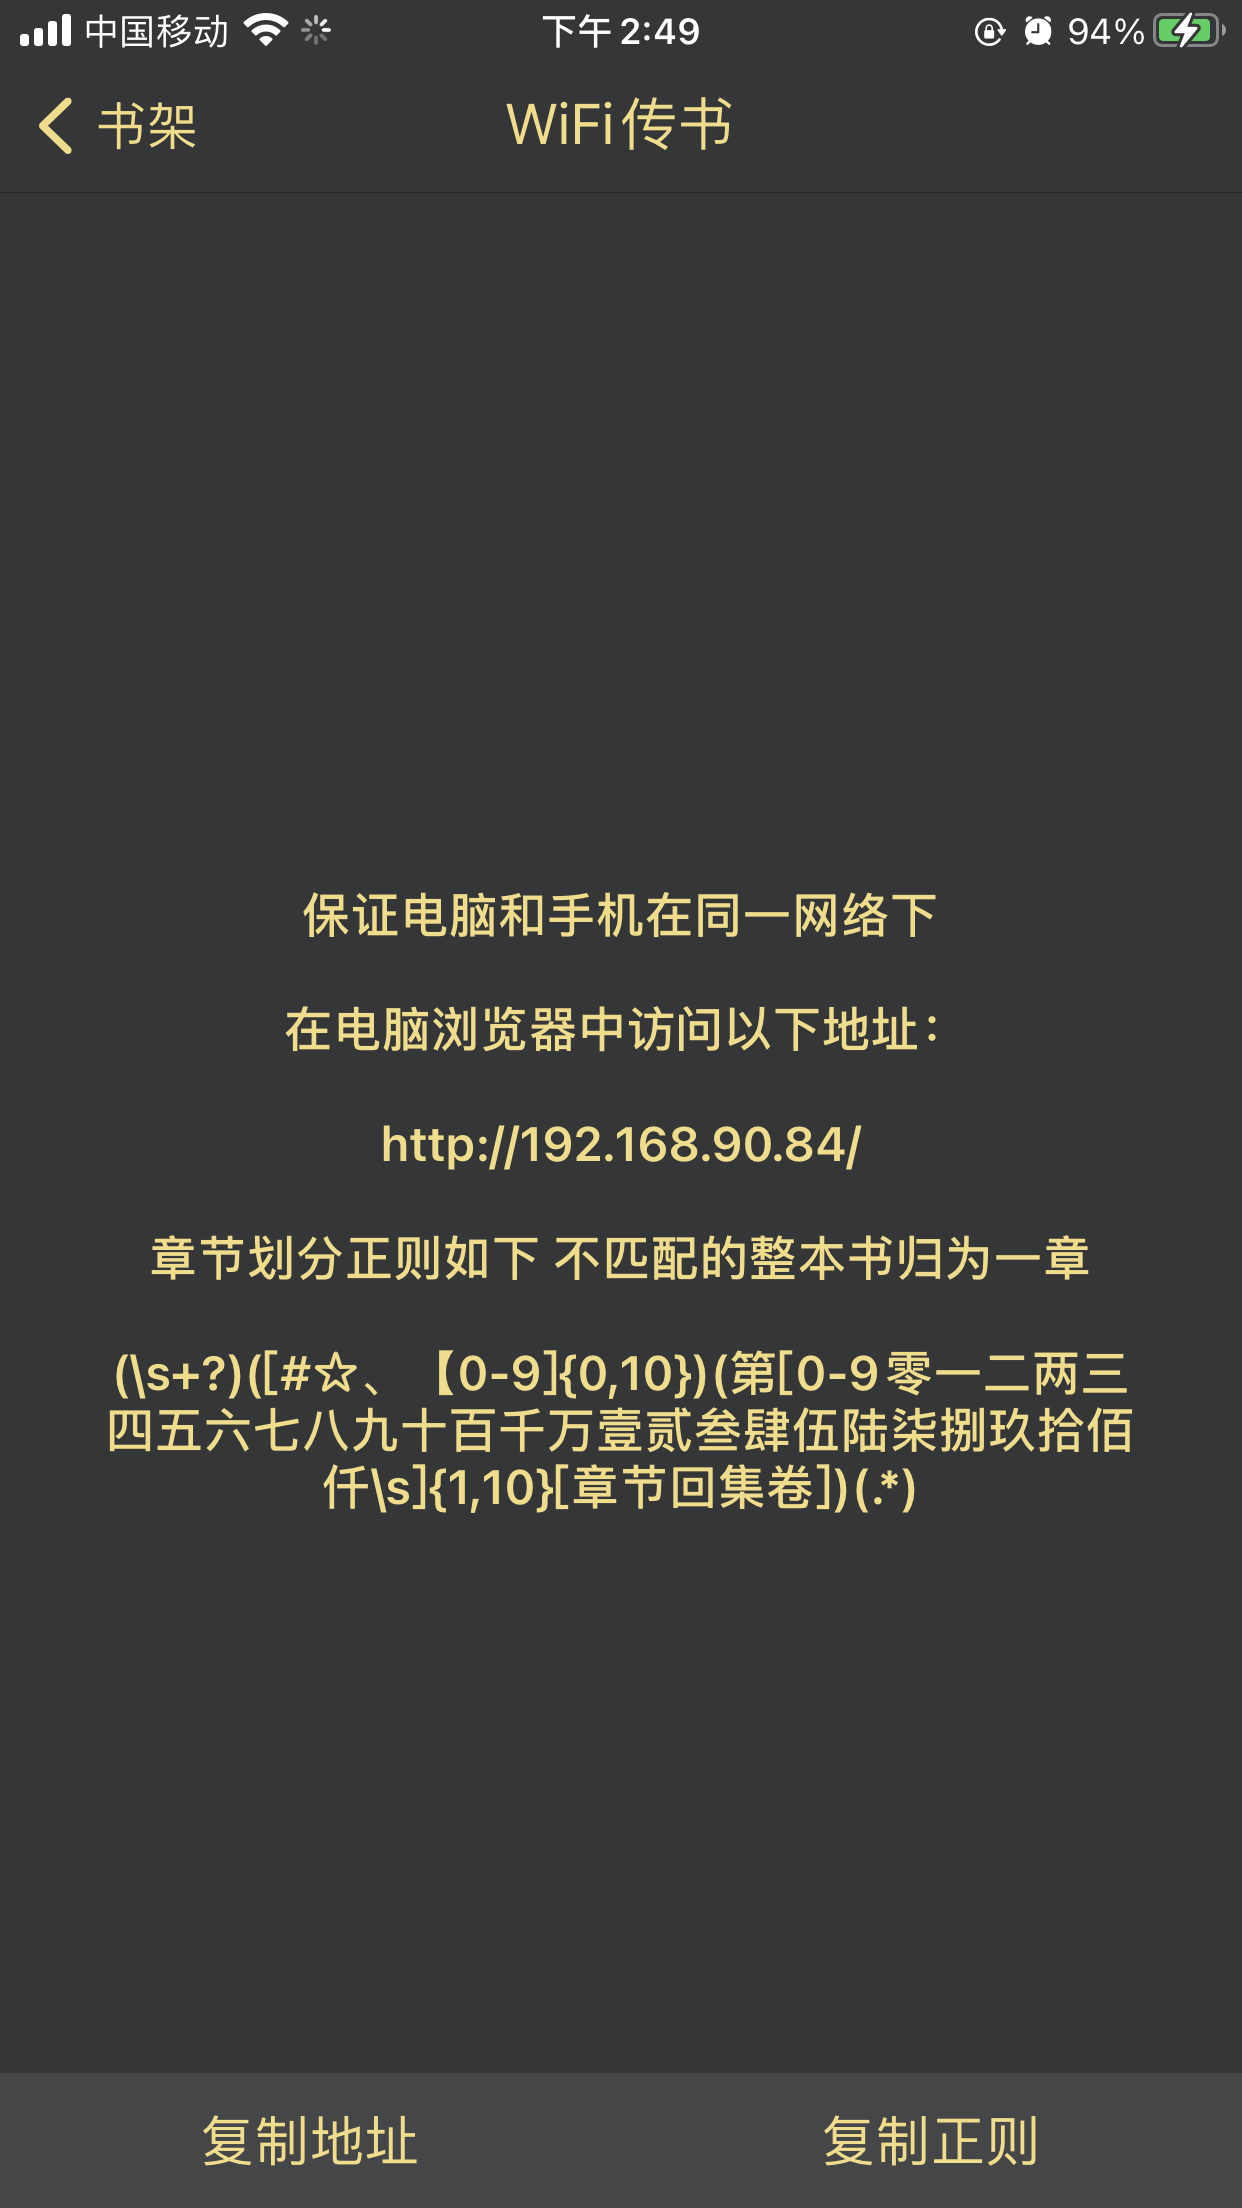 中国移动
下午 2:49
94%
书架
WiFi传书
保证电脑和手机在同一网络下
在电脑浏览器中访问以下地址：
http://192.168.90.84/
章节划分正则如下 不匹配的整本书归为一章
(\s+?)([#☆、【0-9]{0,10})(第[0-9零一二两三
四五六七八九十百千万壹贰叁肆伍陆柒捌玖拾佰
仟\s]{1,10}[章节回集卷])(.*)
复制地址
复制正则